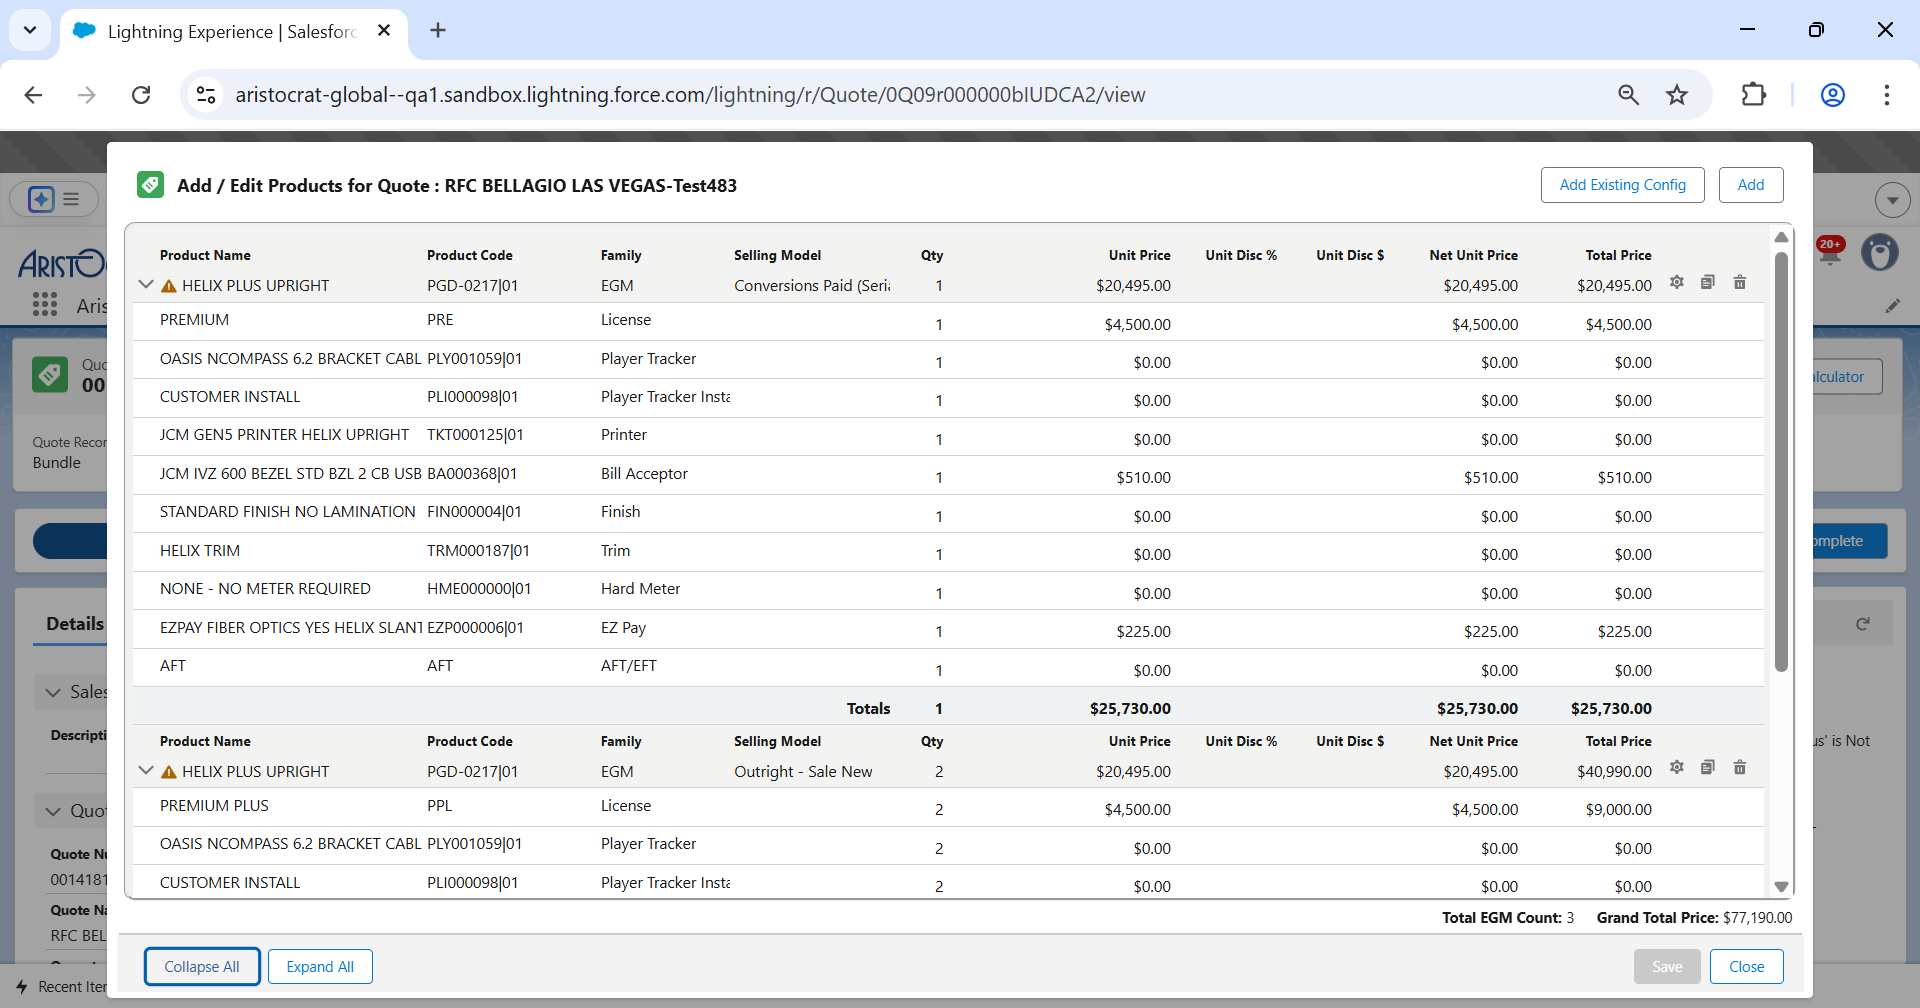 Lightning Experience | Salesforc
aristocrat-global--qa1.sandbox.lightning.force.com/lightning/r/Quote/0Q09r000000bIUDCA2/view
Add / Edit Products for Quote : RFC BELLAGIO LAS VEGAS-Test483
Add Existing Config
Add
Product Name Product Code Family Selling Model Qty Unit Price Unit Disc % Unit Disc $ Net Unit Price Total Price
HELIX PLUS UPRIGHT PGD-0217|01 EGM Conversions Paid (Seria 1 $20,495.00 $20,495.00 $20,495.00
PREMIUM PRE License 1 $4,500.00 $4,500.00 $4,500.00
OASIS NCOMPASS 6.2 BRACKET CABL PLY001059|01 Player Tracker 1 $0.00 $0.00 $0.00
CUSTOMER INSTALL PLI000098|01 Player Tracker Insta 1 $0.00 $0.00 $0.00
JCM GEN5 PRINTER HELIX UPRIGHT TKT000125|01 Printer 1 $0.00 $0.00 $0.00
JCM IVZ 600 BEZEL STD BZL 2 CB USB BA000368|01 Bill Acceptor 1 $510.00 $510.00 $510.00
STANDARD FINISH NO LAMINATION FIN000004|01 Finish 1 $0.00 $0.00 $0.00
HELIX TRIM TRM000187|01 Trim 1 $0.00 $0.00 $0.00
NONE - NO METER REQUIRED HME000000|01 Hard Meter 1 $0.00 $0.00 $0.00
EZPAY FIBER OPTICS YES HELIX SLANT EZP000006|01 EZ Pay 1 $225.00 $225.00 $225.00
AFT AFT AFT/EFT 1 $0.00 $0.00 $0.00
Totals 1 $25,730.00 $25,730.00 $25,730.00
Product Name Product Code Family Selling Model Qty Unit Price Unit Disc % Unit Disc $ Net Unit Price Total Price
HELIX PLUS UPRIGHT PGD-0217|01 EGM Outright - Sale New 2 $20,495.00 $20,495.00 $40,990.00
PREMIUM PLUS PPL License 2 $4,500.00 $4,500.00 $9,000.00
OASIS NCOMPASS 6.2 BRACKET CABL PLY001059|01 Player Tracker 2 $0.00 $0.00 $0.00
CUSTOMER INSTALL PLI000098|01 Player Tracker Insta 2 $0.00 $0.00 $0.00
Total EGM Count: 3 Grand Total Price: $77,190.00
Collapse All
Expand All
Save
Close
ARISTO
Aris
20+
Quo
00
Quote Recor
Bundle
alculator
omplete
Details
Sales
Descripti
us' is Not
Quot
Quote Nu
0014181
Quote Na
RFC BEL
Recent Iter